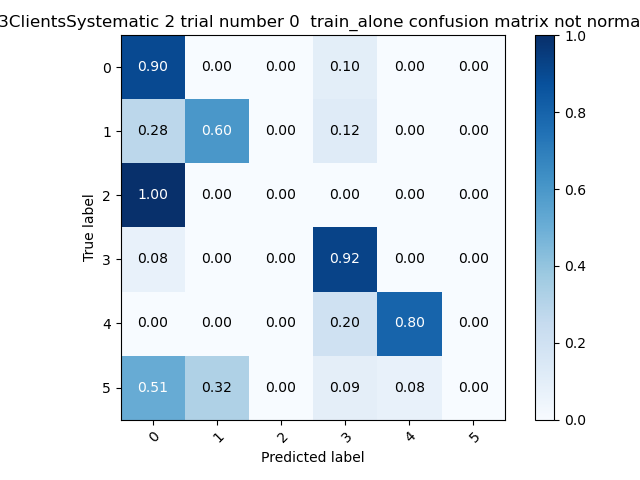 3ClientsSystematic 2 trial number 0  train_alone confusion matrix not norma
1.0
0 0.90 0.00 0.00 0.10 0.00 0.00
0.8
1 0.28 0.60 0.00 0.12 0.00 0.00
2 1.00 0.00 0.00 0.00 0.00 0.00
0.6
True label
3 0.08 0.00 0.00 0.92 0.00 0.00
0.4
4 0.00 0.00 0.00 0.20 0.80 0.00
0.2
5 0.51 0.32 0.00 0.09 0.08 0.00
0.0
0 1 2 3 4 5
Predicted label